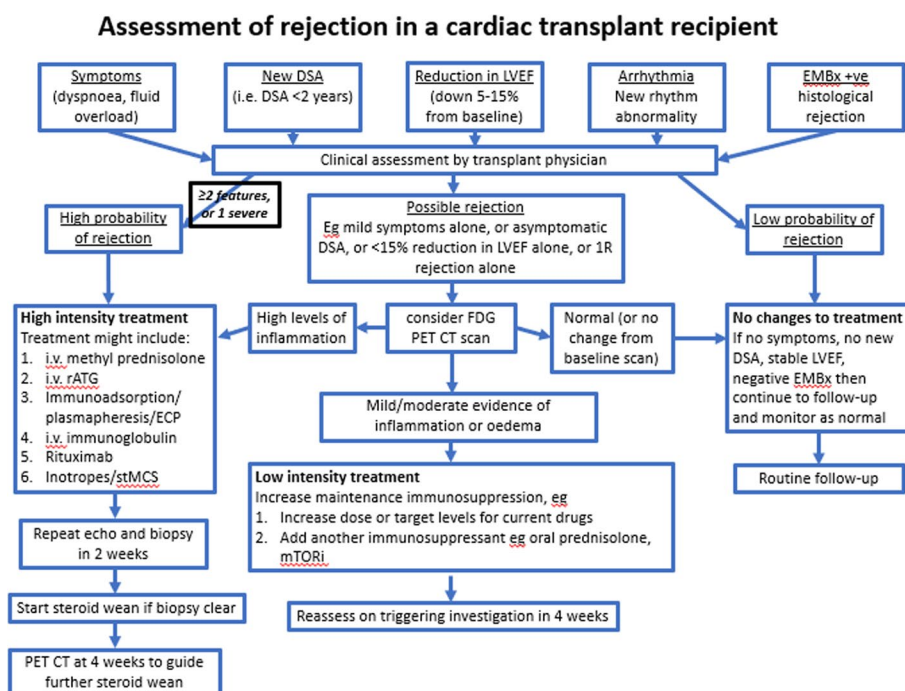 Assessment of rejection in a cardiac transplant recipient
Symptoms
(dyspnoea, fluid
overload)
New DSA
(i.e. DSA <2 years)
Reduction in LVEF
(down 5-15%
from baseline)
Arrhythmia
New rhythm
abnormality
EMBx +ve
histological
rejection
Clinical assessment by transplant physician
≥2 features,
or 1 severe
High probability
of rejection
Possible rejection
Eg mild symptoms alone, or asymptomatic
DSA, or <15% reduction in LVEF alone, or 1R
rejection alone
Low probability of
rejection
High intensity treatment
Treatment might include:
1. i.v. methyl prednisolone
2. i.v. rATG
3. Immunoadsorption/
plasmapheresis/ECP
4. i.v. immunoglobulin
5. Rituximab
6. Inotropes/stMCS
High levels of
inflammation
consider FDG
PET CT scan
Normal (or no
change from
baseline scan)
No changes to treatment
If no symptoms, no new
DSA, stable LVEF,
negative EMBx then
continue to follow-up
and monitor as normal
Mild/moderate evidence of
inflammation or oedema
Low intensity treatment
Increase maintenance immunosuppression, eg
1. Increase dose or target levels for current drugs
2. Add another immunosuppressant eg oral prednisolone,
mTORi
Routine follow-up
Repeat echo and biopsy
in 2 weeks
Start steroid wean if biopsy clear
Reassess on triggering investigation in 4 weeks
PET CT at 4 weeks to guide
further steroid wean